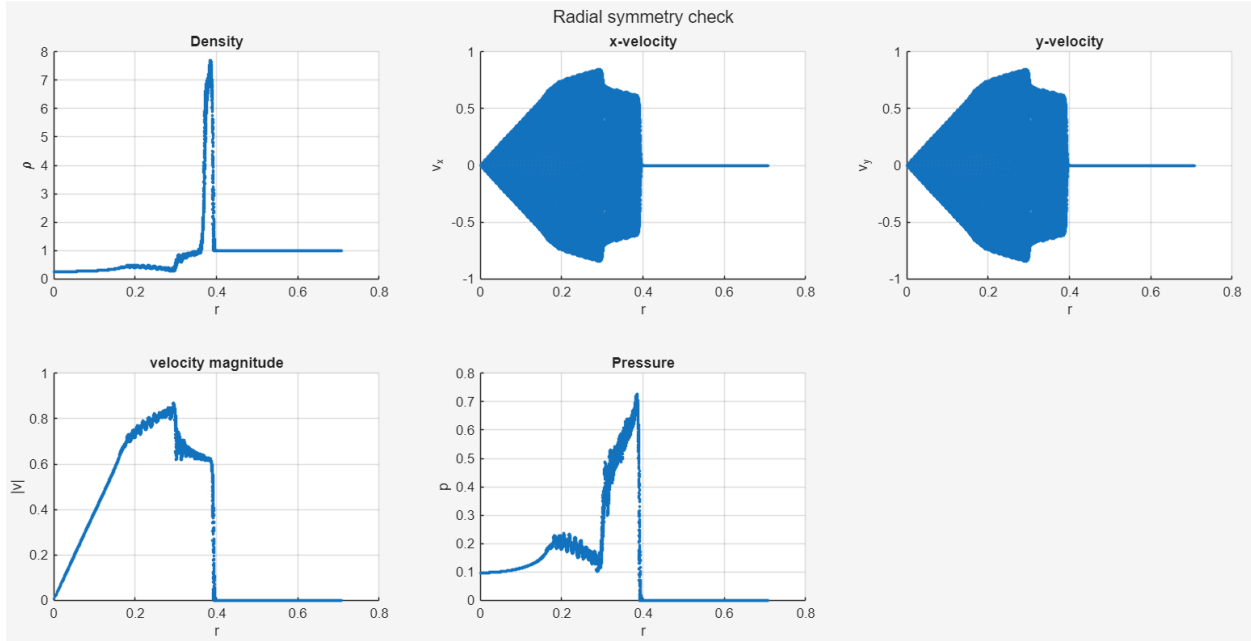 Radial symmetry check
Density
x-velocity
y-velocity
8
7
6
5
4
3
2
1
0
ρ
0 0.2 0.4 0.6 0.8
r
1
0.5
0
-0.5
-1
v_x
0 0.2 0.4 0.6 0.8
r
1
0.5
0
-0.5
-1
v_y
0 0.2 0.4 0.6 0.8
r
velocity magnitude
Pressure
1
0.8
0.6
0.4
0.2
0
|v|
0 0.2 0.4 0.6 0.8
r
0.8
0.7
0.6
0.5
0.4
0.3
0.2
0.1
0
p
0 0.2 0.4 0.6 0.8
r